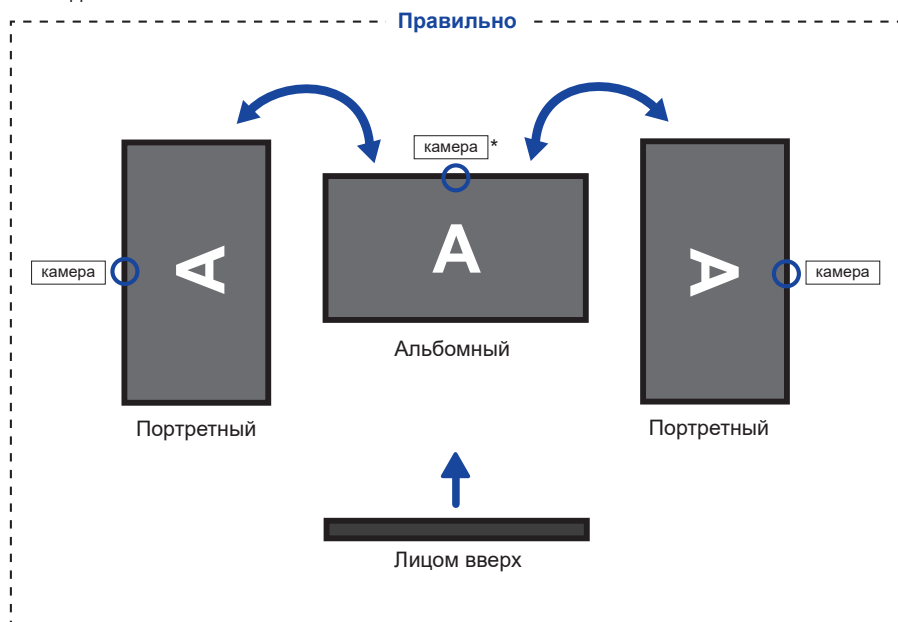 Правильно
камера *
A
камера
A
A
камера
Альбомный
Портретный
Портретный
Лицом вверх